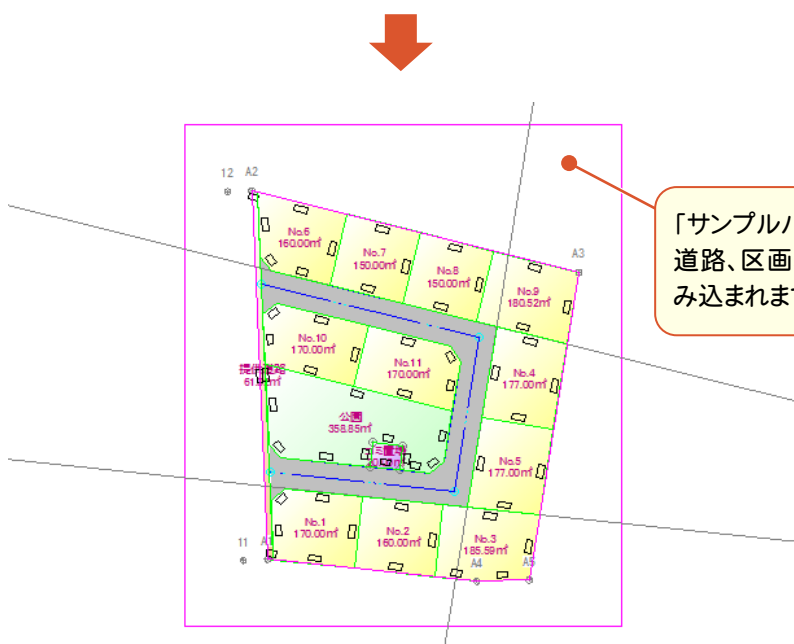 12 A2
A3
「サンプル
道路、区画
み込まれま
No.6
160.00㎡
No.7
150.00㎡
No.8
150.00㎡
No.9
180.52㎡
No.10
170.00㎡
No.11
170.00㎡
No.4
177.00㎡
公園
358.85㎡
No.5
177.00㎡
No.1
170.00㎡
No.2
160.00㎡
No.3
185.59㎡
11 A1
A4
A5